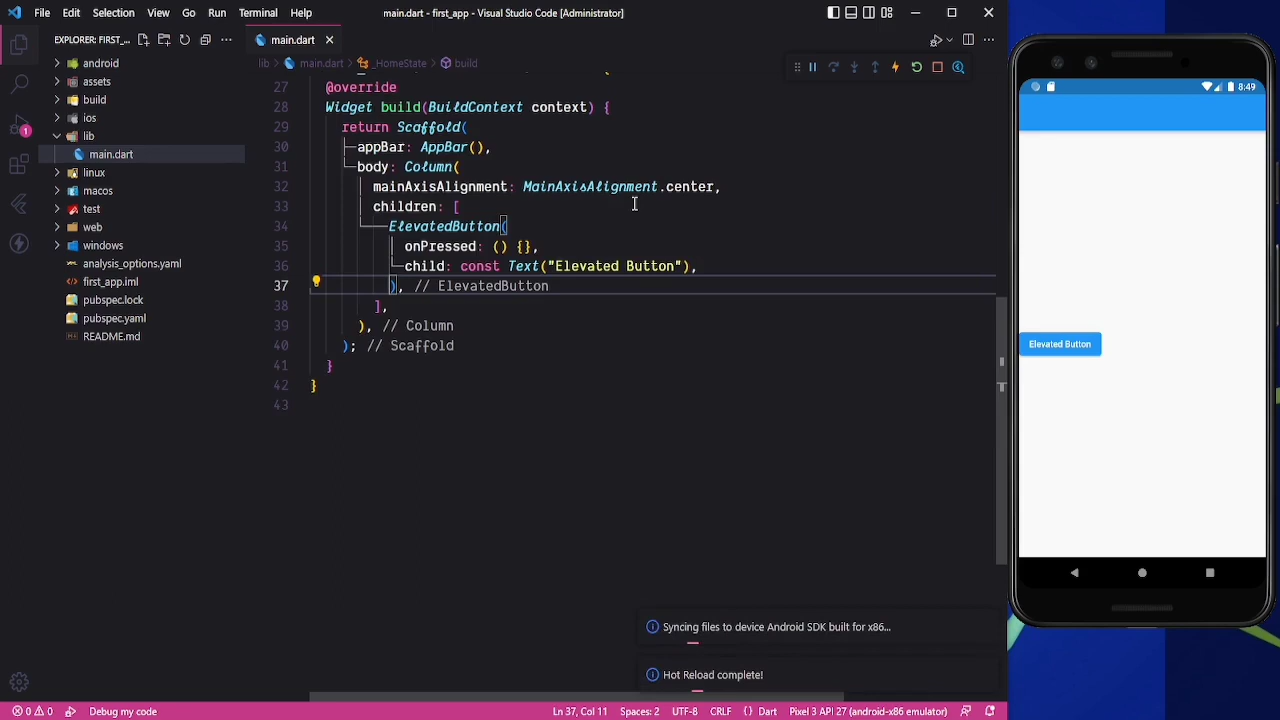 File Edit Selection View Go Run Terminal Help main.dart - first_app - Visual Studio Code [Administrator]
EXPLORER: FIRST_... main.dart
android
assets
build
ios
lib
main.dart
linux
macos
test
web
windows
analysis_options.yaml
first_app.iml
pubspec.lock
pubspec.yaml
README.md
1
lib main.dart _HomeState build
27 @override
28 Widget build(BuildContext context) {
29 return Scaffold(
30 appBar: AppBar(),
31 body: Column(
32 mainAxisAlignment: MainAxisAlignment.center,
33 children: [
34 ElevatedButton(
35 onPressed: () {},
36 child: const Text("Elevated Button"),
37 ), // ElevatedButton
38 ],
39 ), // Column
40 ); // Scaffold
41 }
42 }
43
Syncing files to device Android SDK built for x86...
Hot Reload complete!
0 0 Debug my code Ln 37, Col 11 Spaces: 2 UTF-8 CRLF {} Dart Pixel 3 API 27 (android-x86 emulator)
8:49
Elevated Button